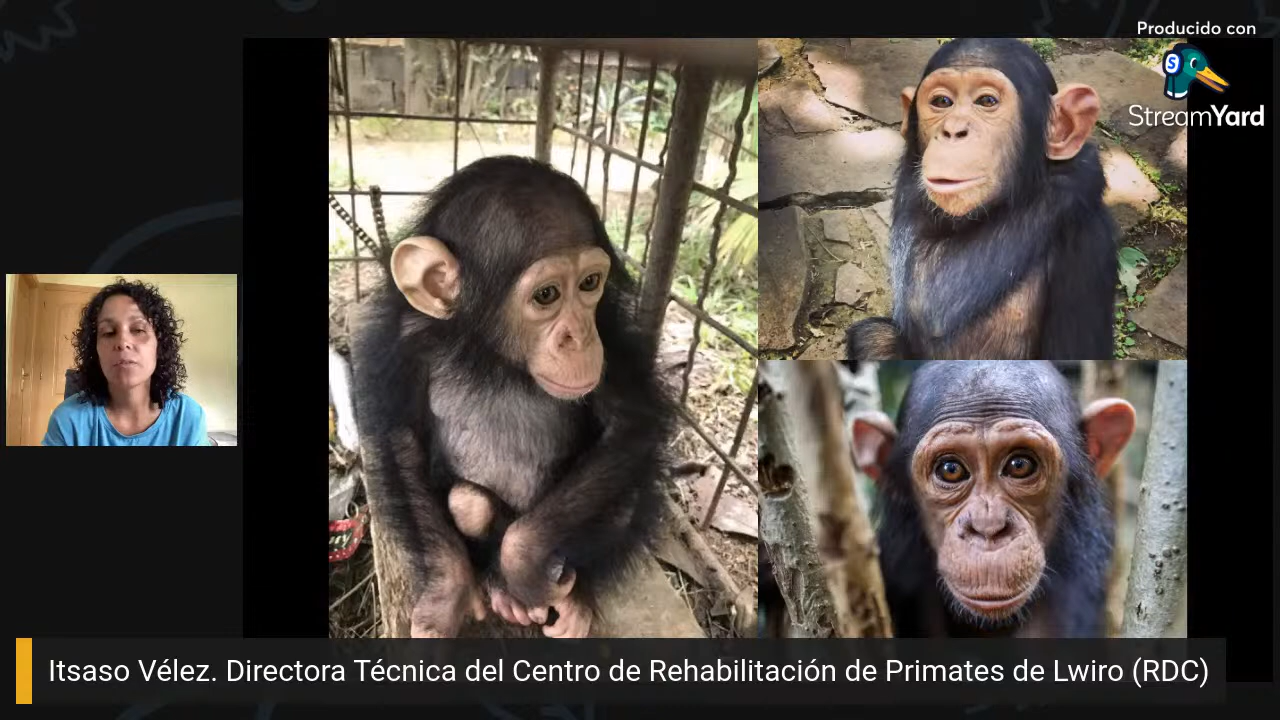 Producido con
S
StreamYard
Itsaso Vélez. Directora Técnica del Centro de Rehabilitación de Primates de Lwiro (RDC)